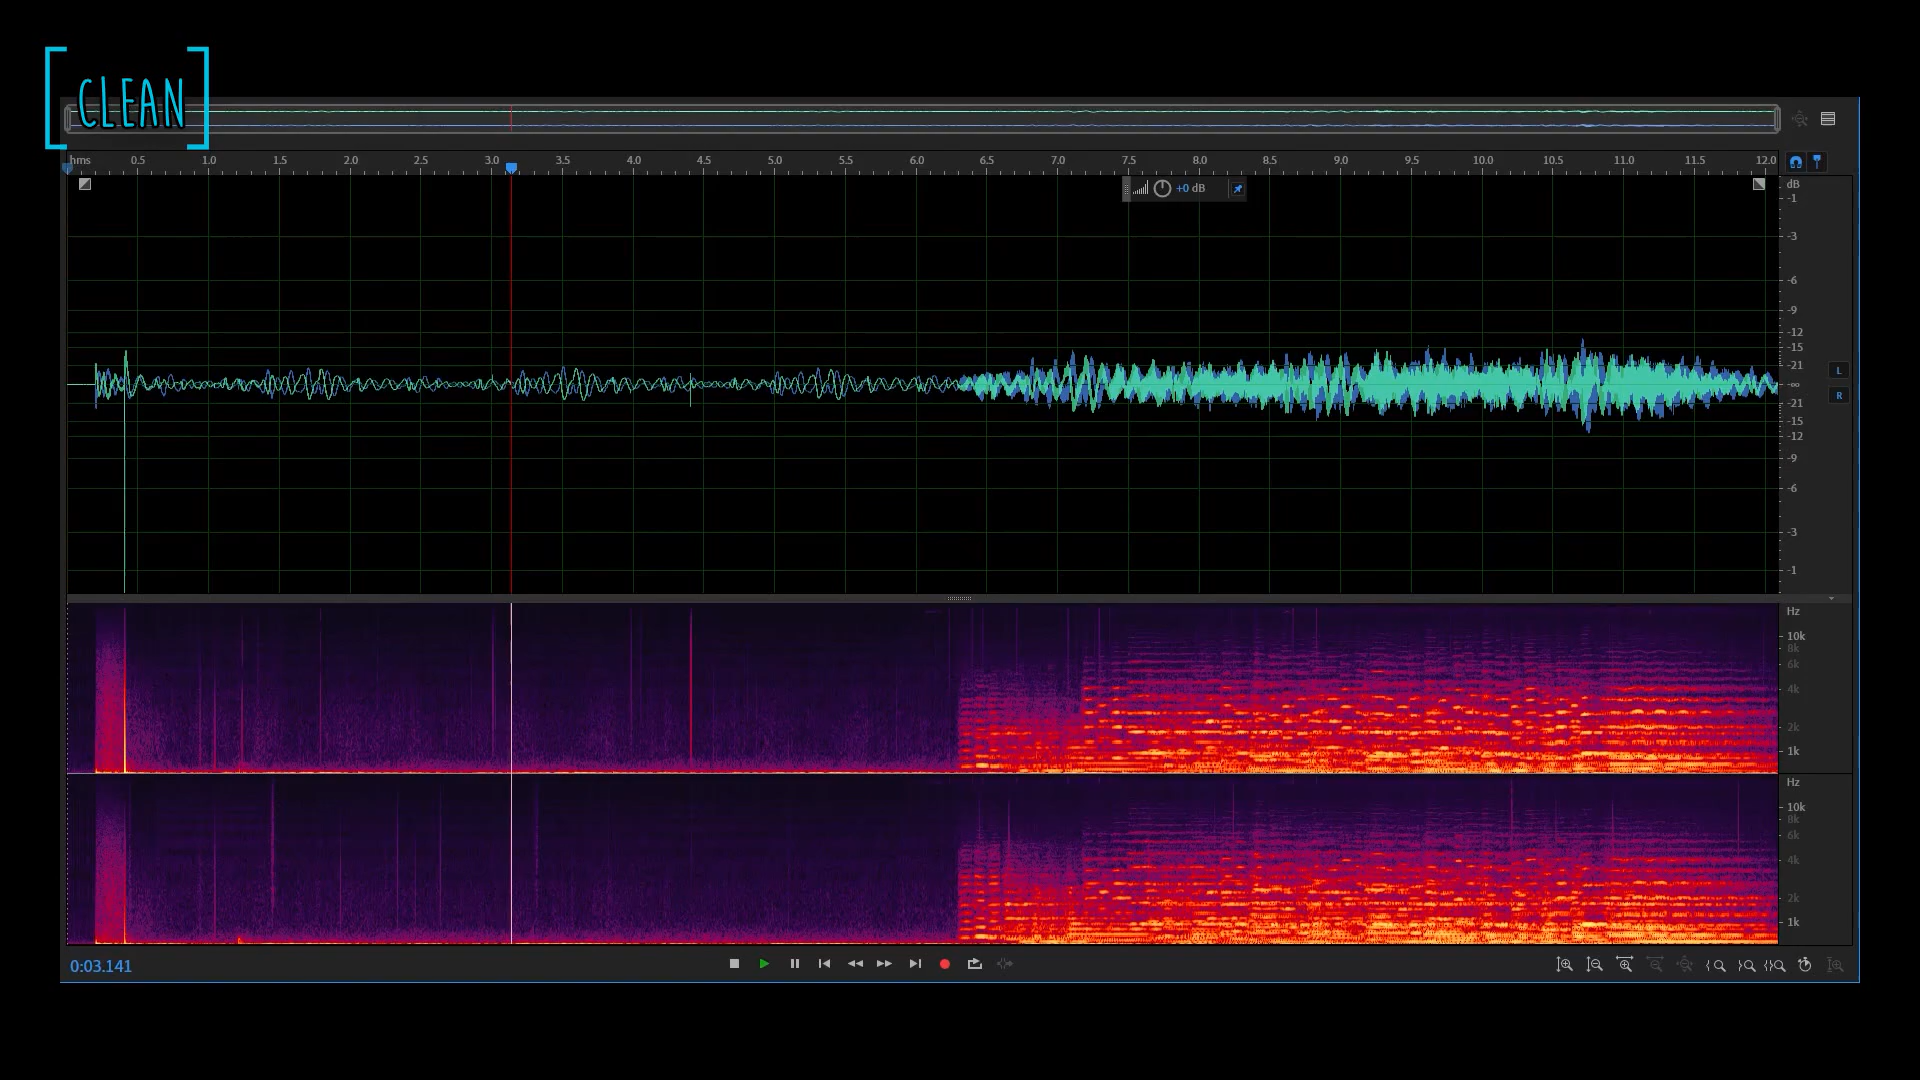 CLEAN
hms 0.5 1.0 1.5 2.0 2.5 3.0 3.5 4.0 4.5 5.0 5.5 6.0 6.5 7.0 7.5 8.0 8.5 9.0 9.5 10.0 10.5 11.0 11.5 12.0
+0 dB
dB
-1
-3
-6
-9
-12
-15
-21
-∞
-21
-15
-12
-9
-6
-3
-1
L
R
Hz
10k
8k
6k
4k
2k
1k
Hz
10k
8k
6k
4k
2k
1k
0:03.141